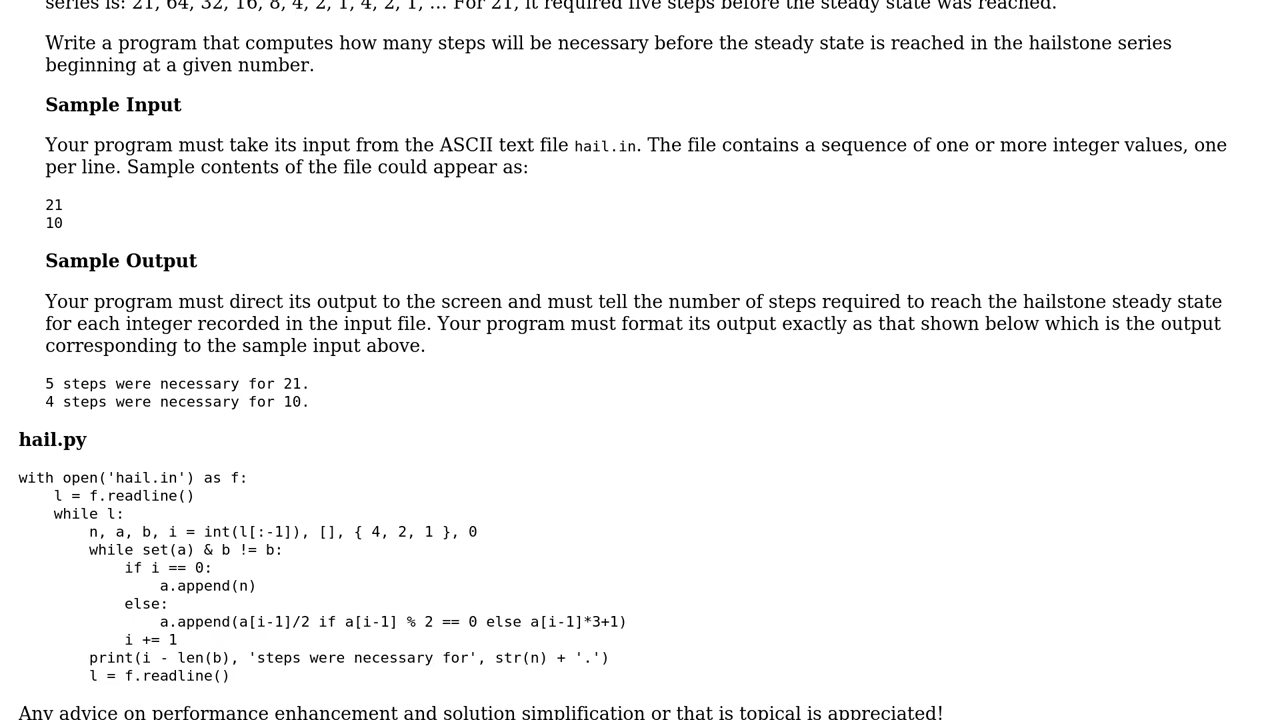 series is: 21, 64, 32, 16, 8, 4, 2, 1, 4, 2, 1, ... For 21, it required five steps before the steady state was reached.
Write a program that computes how many steps will be necessary before the steady state is reached in the hailstone series
beginning at a given number.
Sample Input
Your program must take its input from the ASCII text file hail.in. The file contains a sequence of one or more integer values, one
per line. Sample contents of the file could appear as:
21
10
Sample Output
Your program must direct its output to the screen and must tell the number of steps required to reach the hailstone steady state
for each integer recorded in the input file. Your program must format its output exactly as that shown below which is the output
corresponding to the sample input above.
5 steps were necessary for 21.
4 steps were necessary for 10.
hail.py
with open('hail.in') as f:
    l = f.readline()
    while l:
        n, a, b, i = int(l[:-1]), [], { 4, 2, 1 }, 0
        while set(a) & b != b:
            if i == 0:
                a.append(n)
            else:
                a.append(a[i-1]/2 if a[i-1] % 2 == 0 else a[i-1]*3+1)
            i += 1
        print(i - len(b), 'steps were necessary for', str(n) + '.')
        l = f.readline()
Any advice on performance enhancement and solution simplification or that is topical is appreciated!